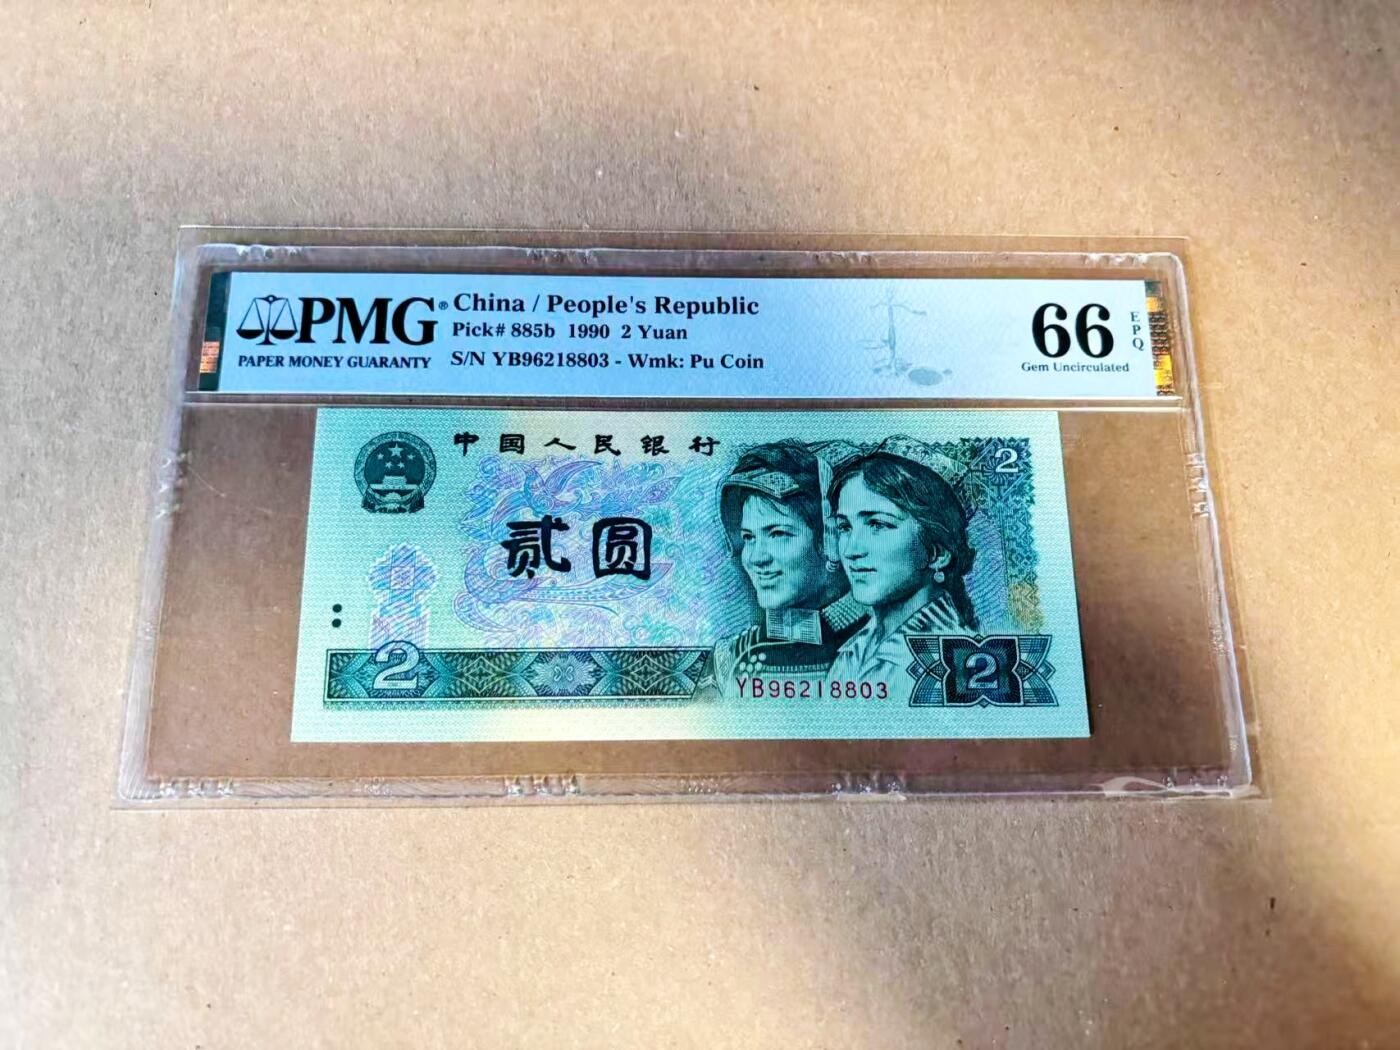 PMG®
PAPER MONEY GUARANTY
China / People's Republic
Pick# 885b 1990 2 Yuan
S/N YB96218803 - Wmk: Pu Coin
66
EPQ
Gem Uncirculated
中国人民银行
2
贰圆
2
YB96218803
2